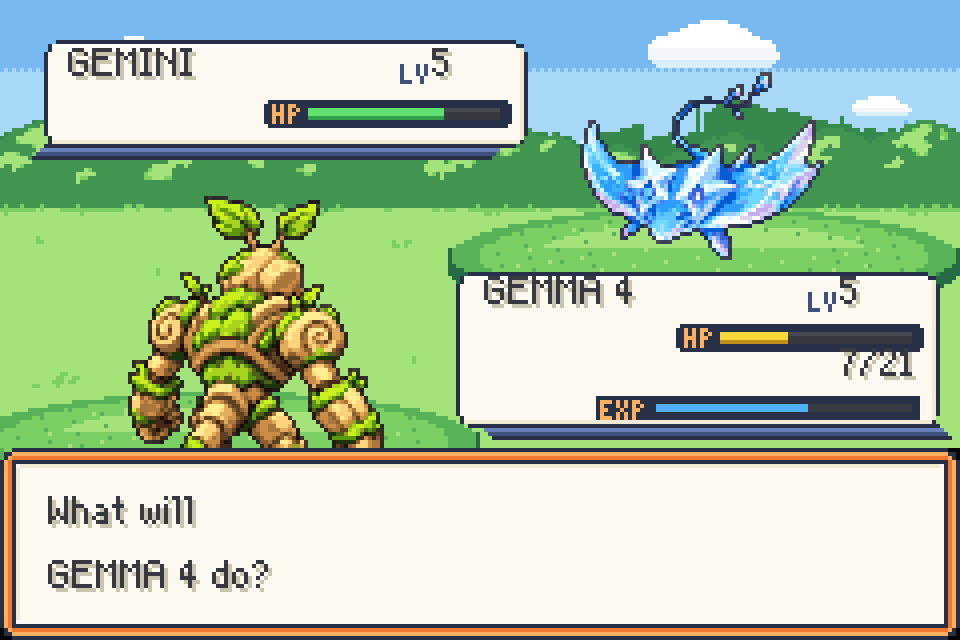 GEMINI Lv5
HP
GEMMA 4 Lv5
HP
7/21
EXP
What will
GEMMA 4 do?